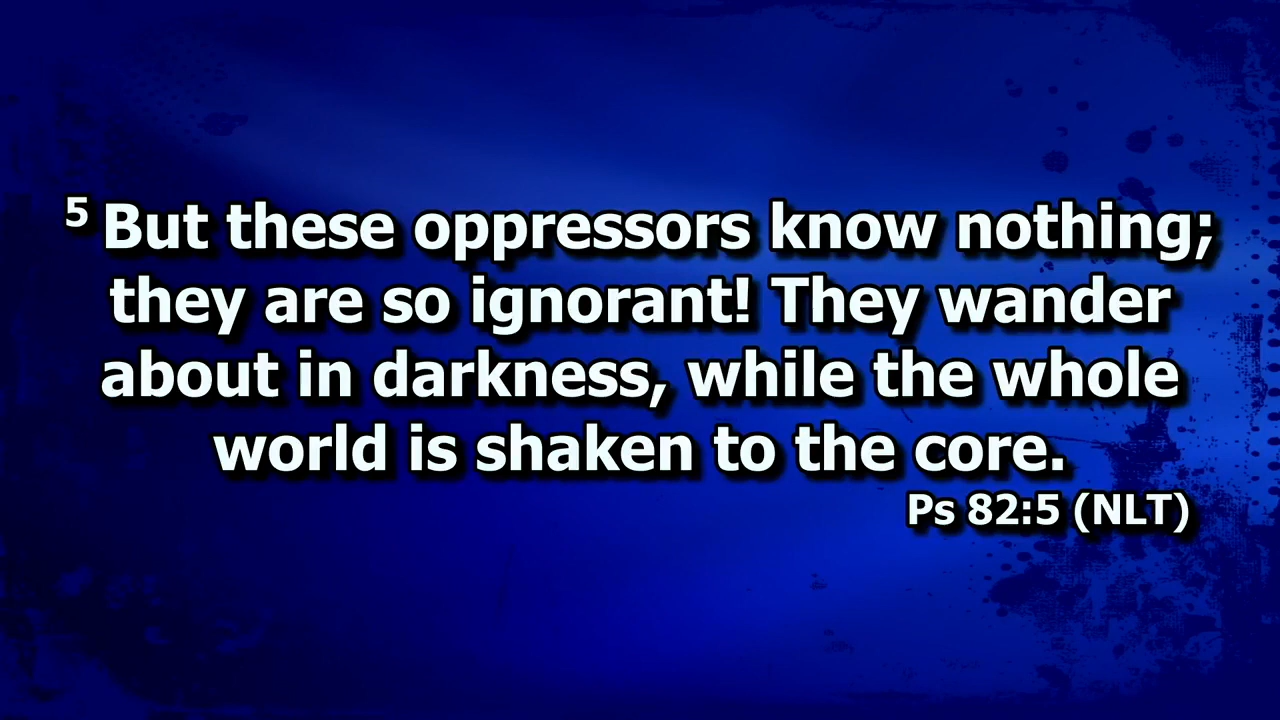 5 But these oppressors know nothing;
they are so ignorant! They wander
about in darkness, while the whole
world is shaken to the core.
Ps 82:5 (NLT)